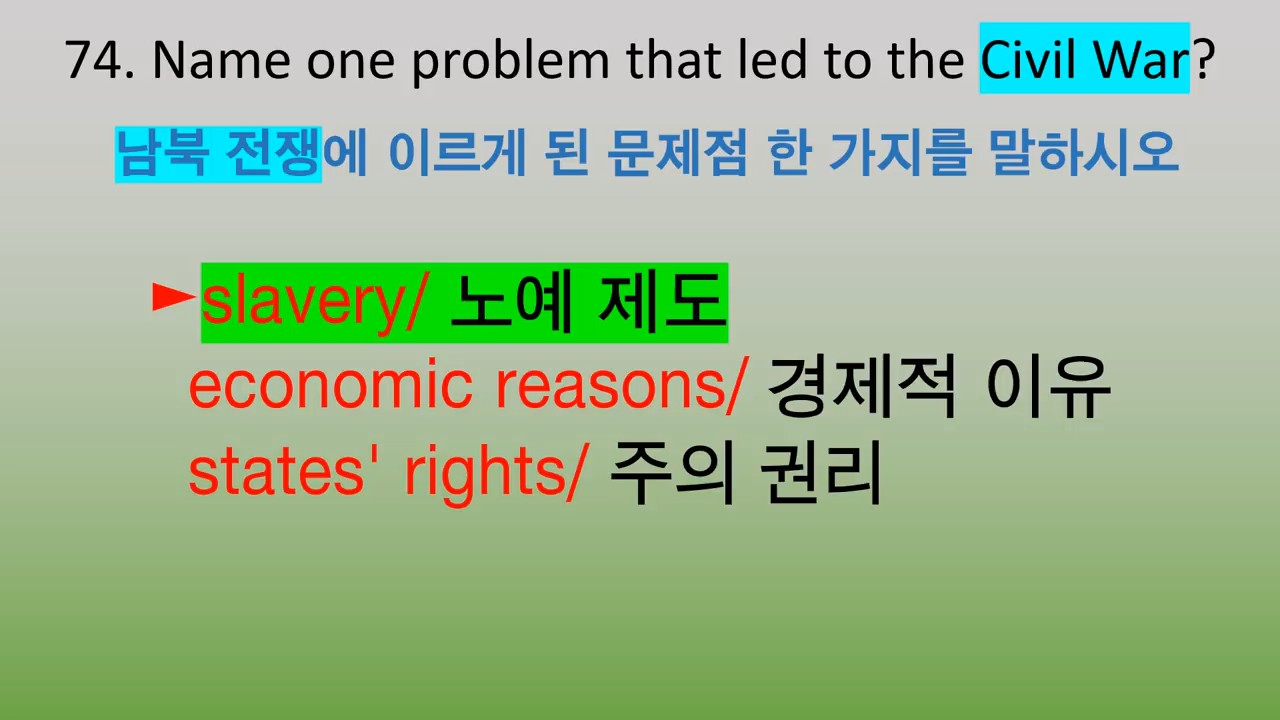 74. Name one problem that led to the Civil War?
남북 전쟁에 이르게 된 문제점 한 가지를 말하시오
►slavery/ 노예 제도
economic reasons/ 경제적 이유
states' rights/ 주의 권리